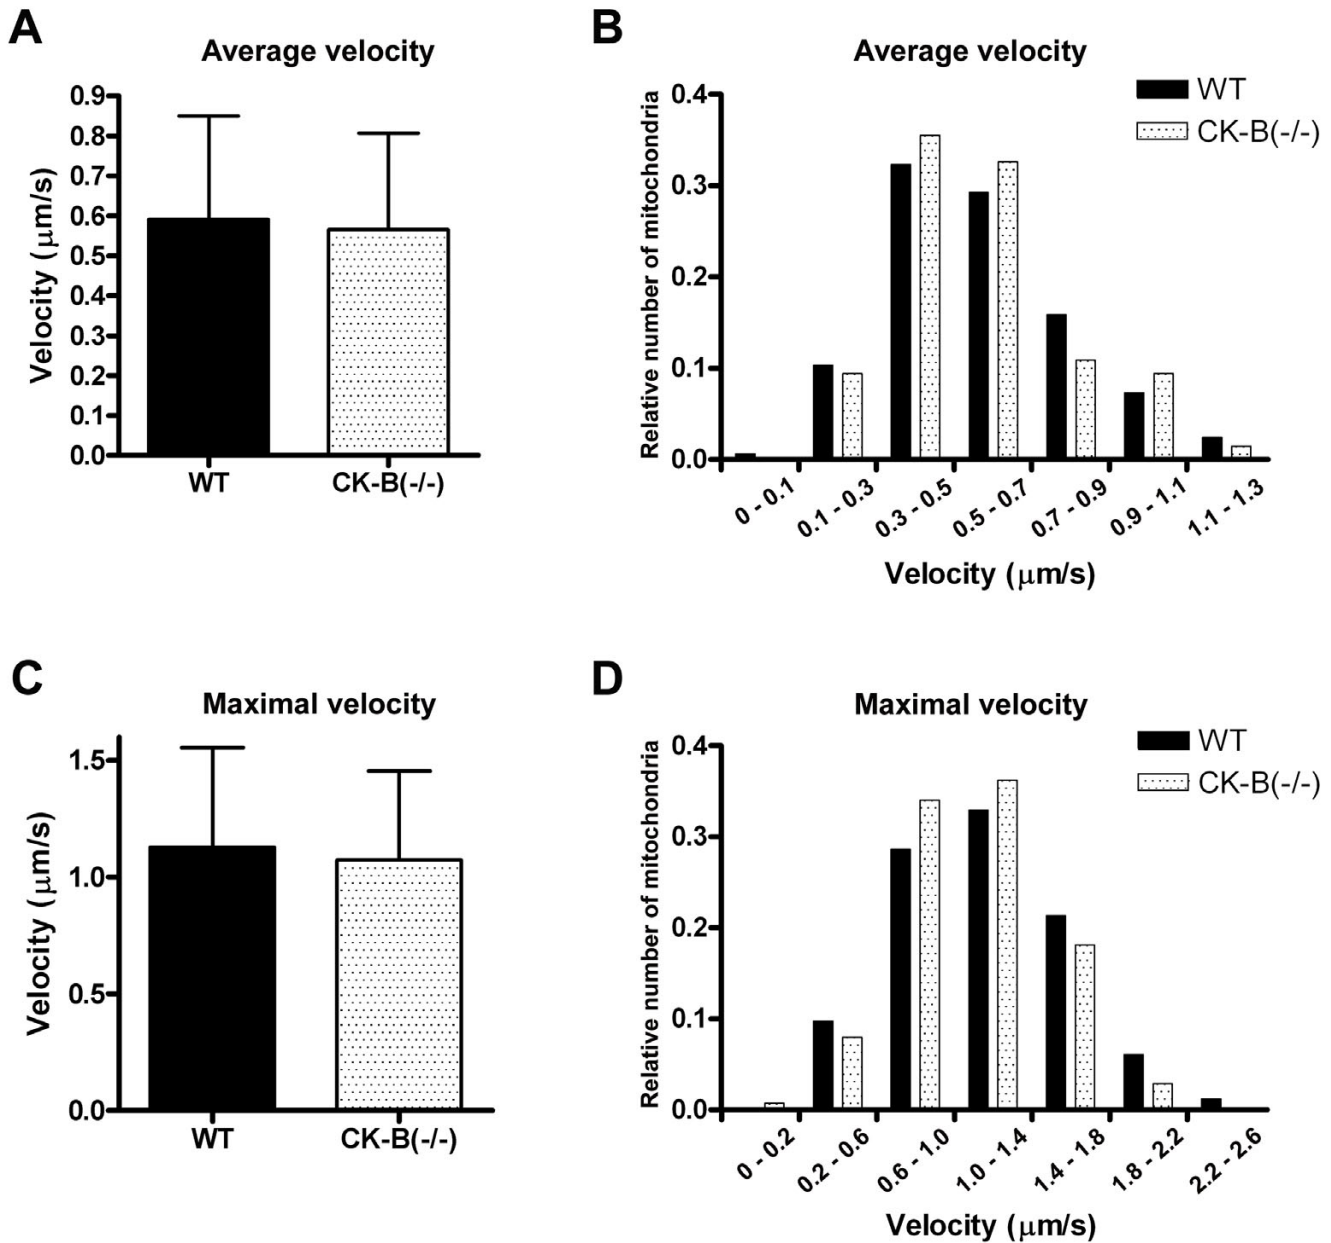 A
Average velocity
Velocity (μm/s)
0.9
0.8
0.7
0.6
0.5
0.4
0.3
0.2
0.1
0.0
WT
CK-B(-/-)
B
Average velocity
WT
CK-B(-/-)
Relative number of mitochondria
0.4
0.3
0.2
0.1
0.0
0 - 0.1
0.1 - 0.3
0.3 - 0.5
0.5 - 0.7
0.7 - 0.9
0.9 - 1.1
1.1 - 1.3
Velocity (μm/s)
C
Maximal velocity
Velocity (μm/s)
1.5
1.0
0.5
0.0
WT
CK-B(-/-)
D
Maximal velocity
WT
CK-B(-/-)
Relative number of mitochondria
0.4
0.3
0.2
0.1
0.0
0 - 0.2
0.2 - 0.6
0.6 - 1.0
1.0 - 1.4
1.4 - 1.8
1.8 - 2.2
2.2 - 2.6
Velocity (μm/s)